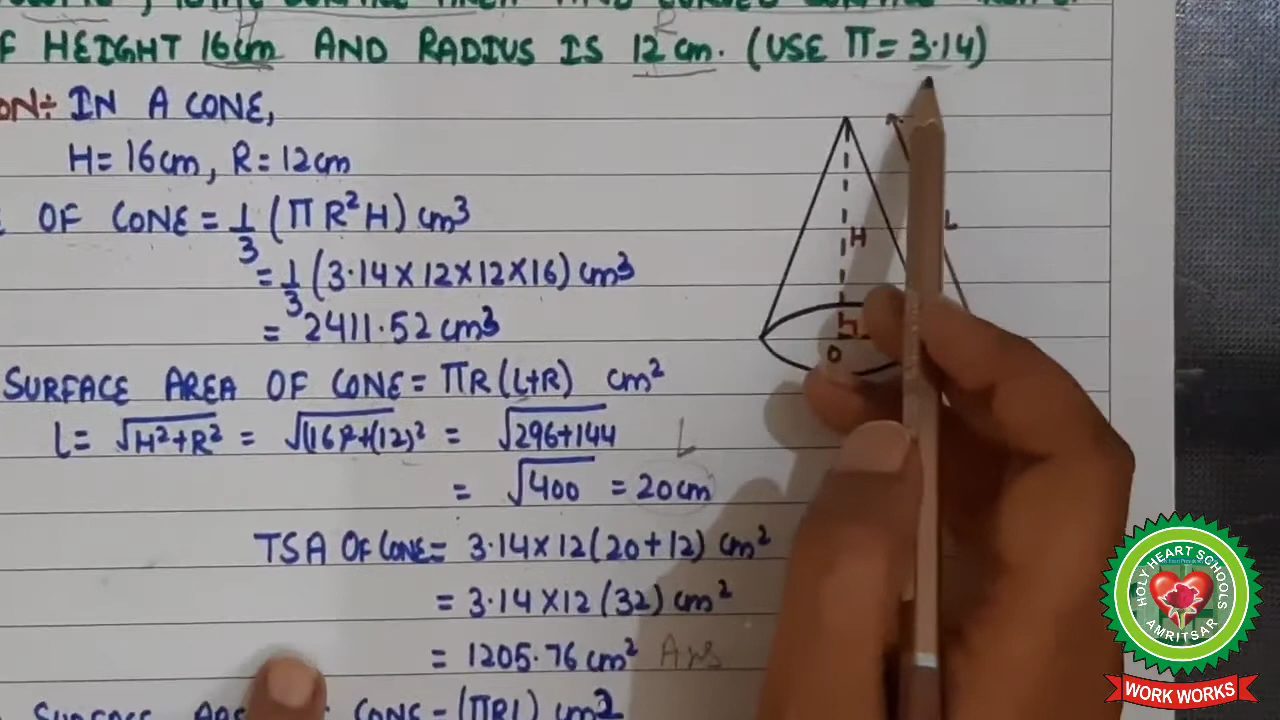 F HEIGHT 16cm AND RADIUS IS 12 cm. (USE π = 3.14)
H
R
ON÷ IN A CONE,
H = 16cm, R = 12cm
E OF CONE = 1/3 (πR²H) cm³
= 1/3 (3.14×12×12×16) cm³
= 2411.52 cm³
SURFACE AREA OF CONE = πR(L+R) cm²
L = √H²+R² = √(16)²+(12)² = √296+144
L
= √400 = 20cm
TSA OF CONE = 3.14×12(20+12) cm²
= 3.14×12(32) cm²
= 1205.76 cm² Ans
SURFACE CONE = (πRL) cm²
H
L
O
HOLY HEART SCHOOLS
AMRITSAR
WORK WORKS